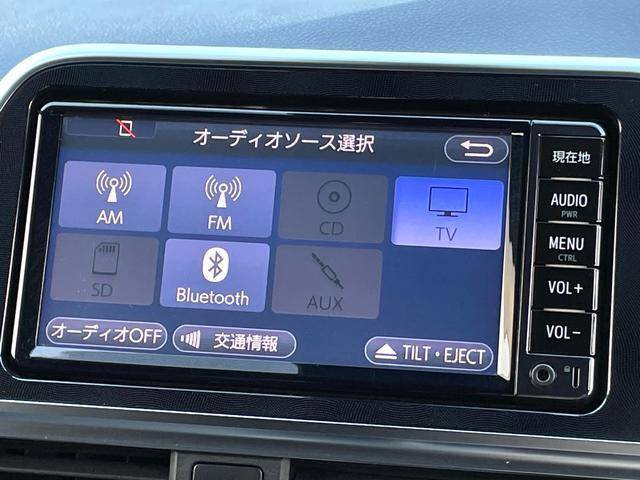 オーディオソース選択
現在地
AM
FM
CD
TV
AUDIO
PWR
MENU
CTRL
SD
Bluetooth
AUX
VOL+
オーディオOFF
交通情報
TILT・EJECT
VOL-